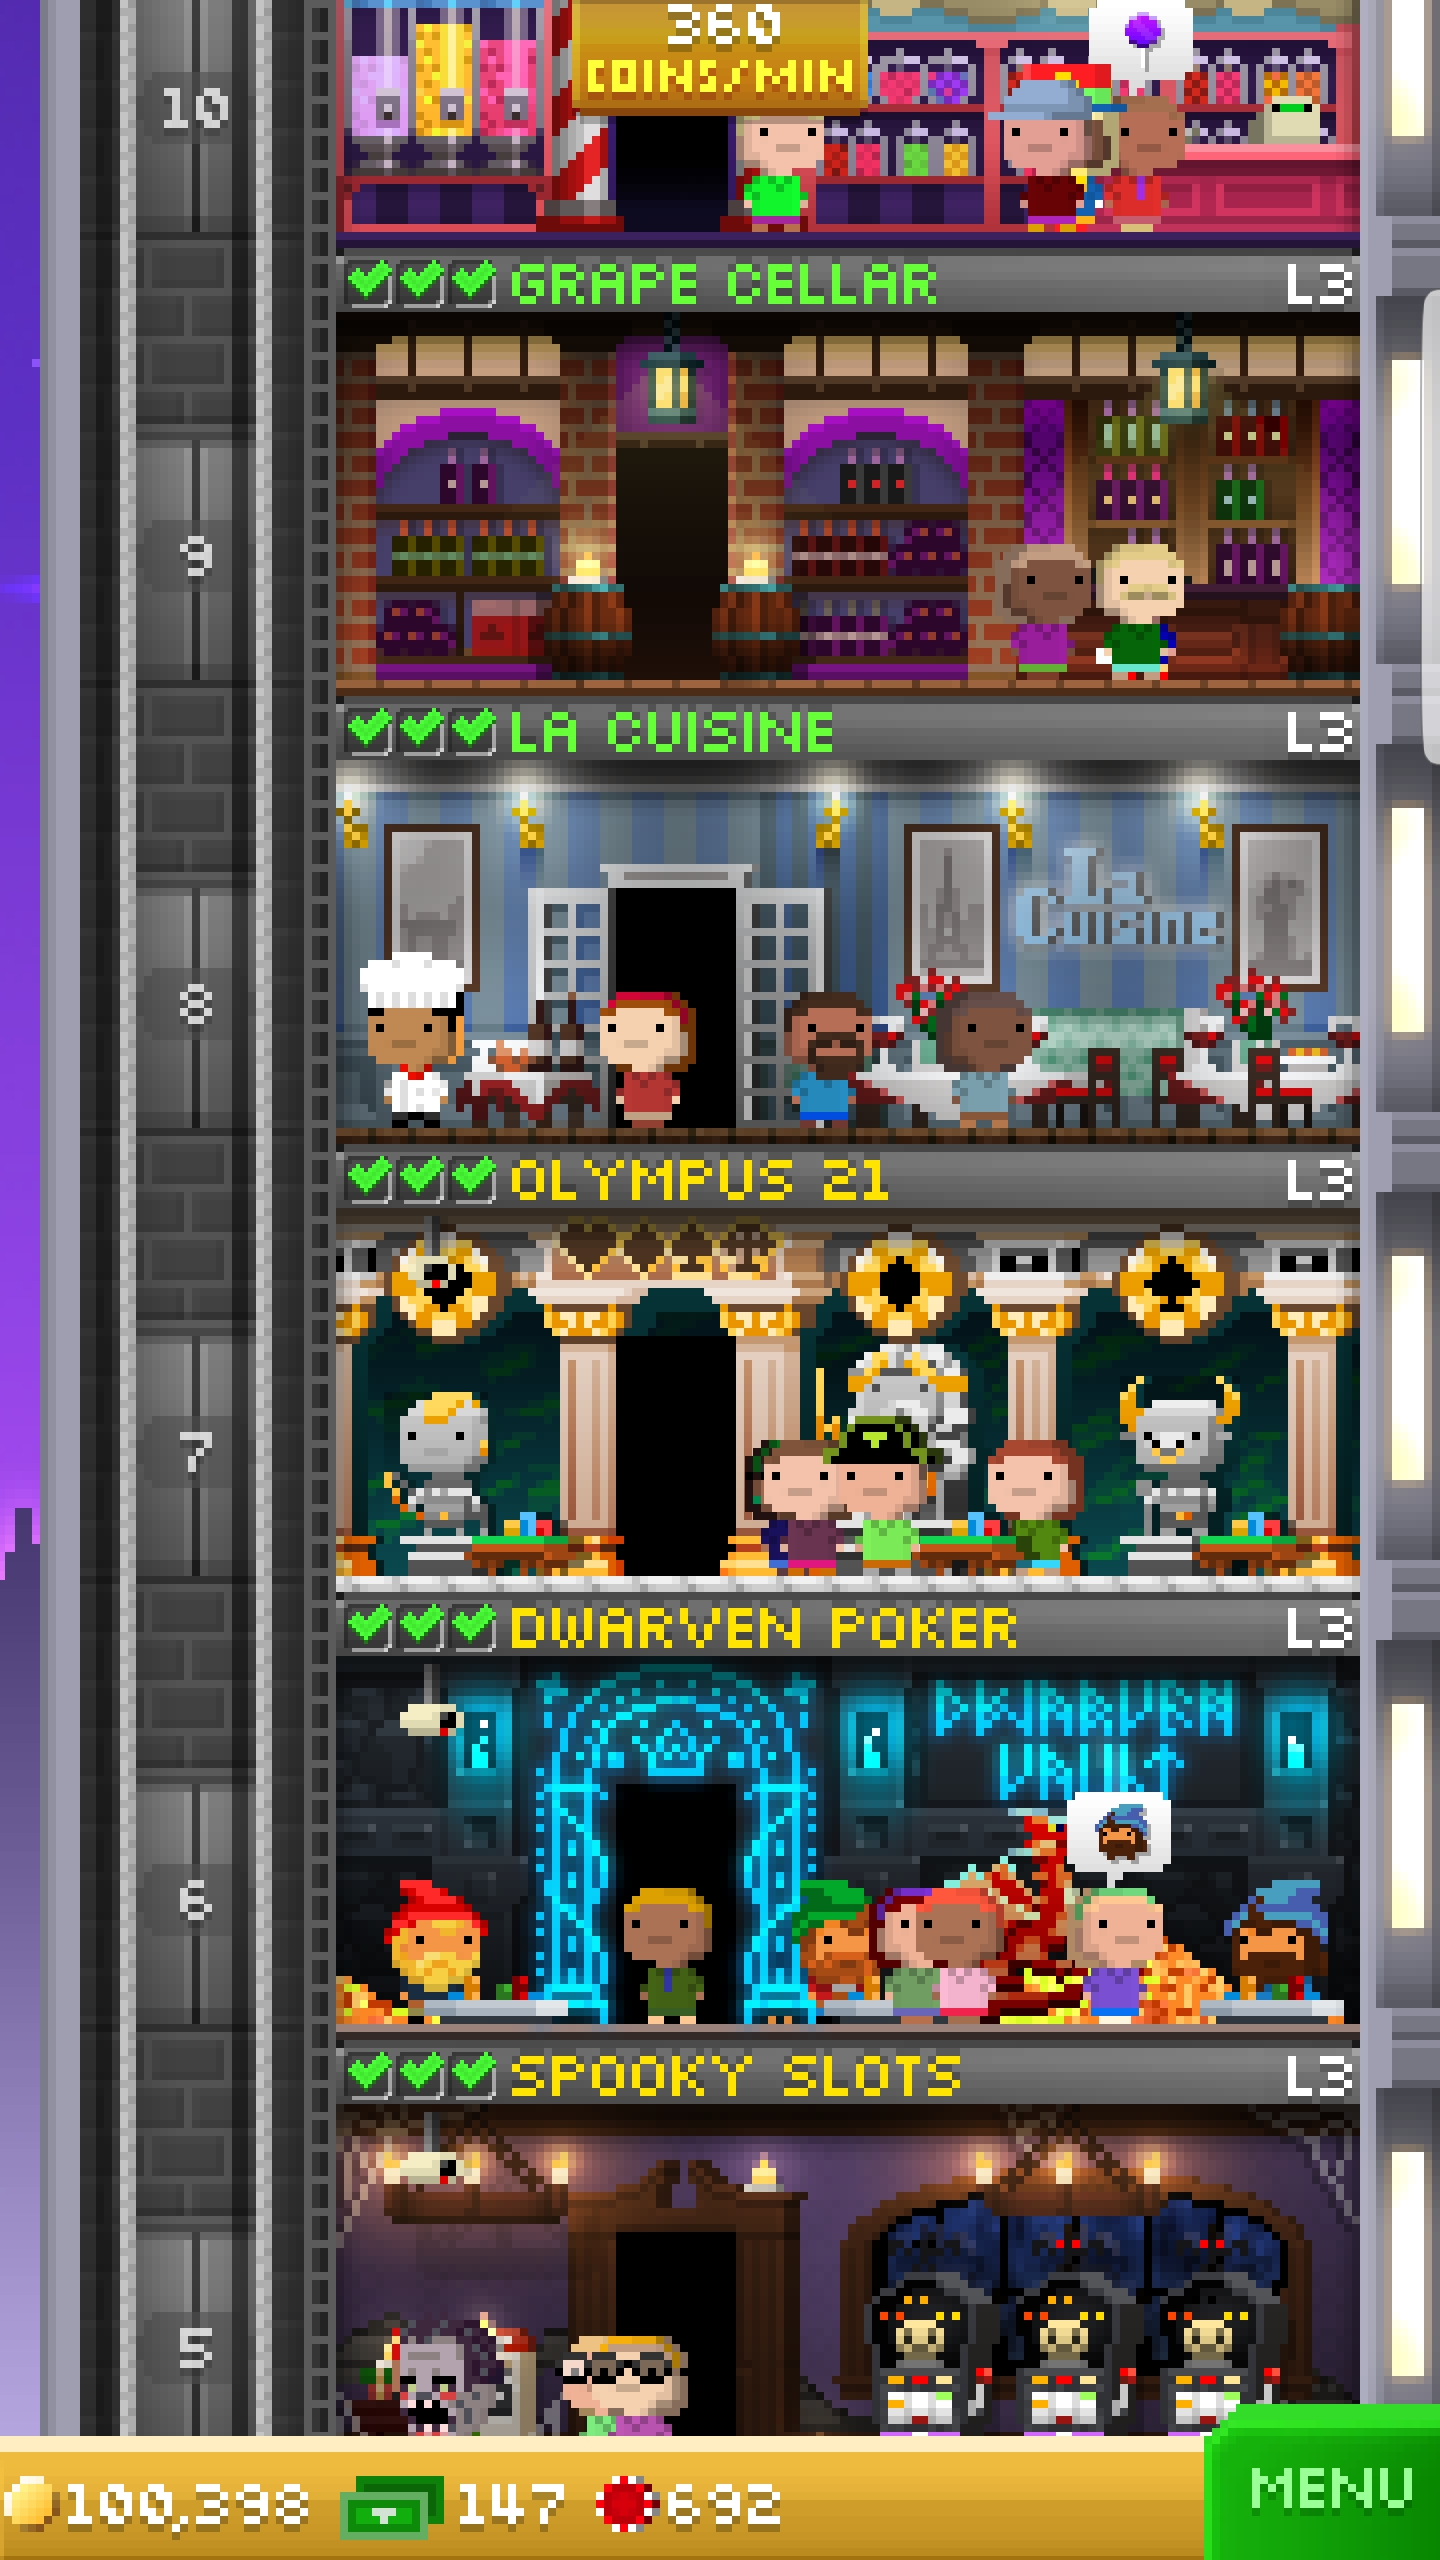 360
COINS/MIN
10
GRAPE CELLAR L3
9
LA CUISINE L3
La
Cuisine
8
OLYMPUS 21 L3
7
DWARVEN POKER L3
DWARVEN
VAULT
6
SPOOKY SLOTS L3
5
100,398 147 692
MENU